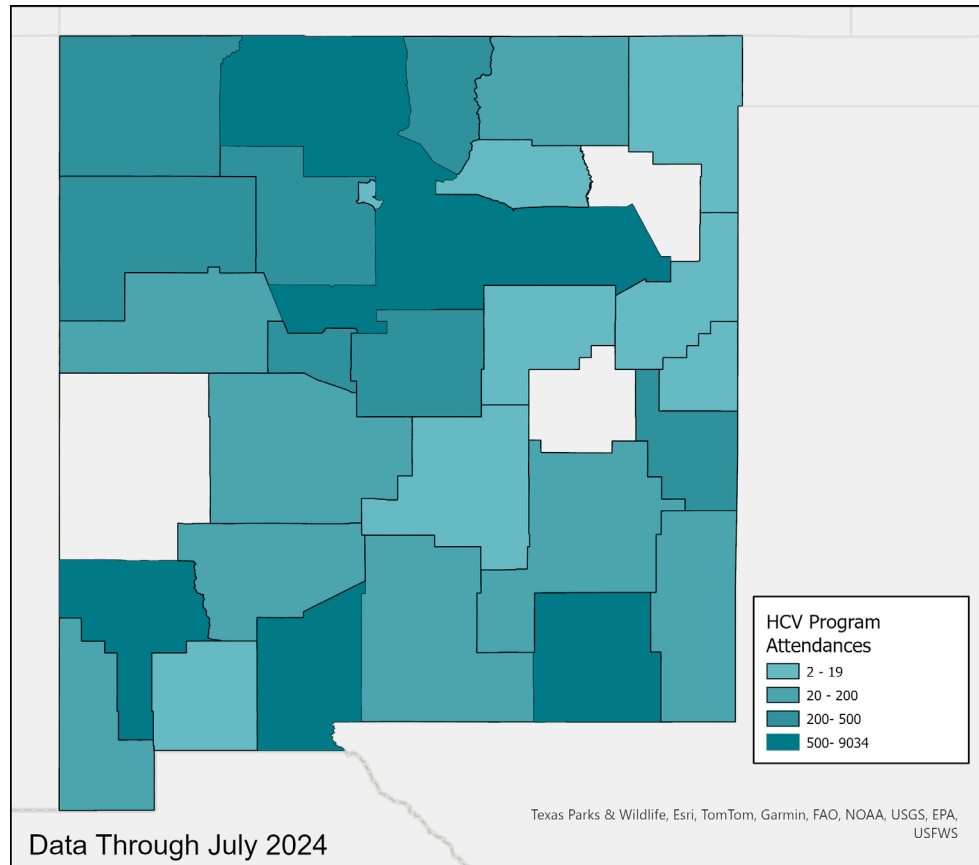 HCV Program
Attendances
2 - 19
20 - 200
200- 500
500- 9034
Texas Parks & Wildlife, Esri, TomTom, Garmin, FAO, NOAA, USGS, EPA,
USFWS
Data Through July 2024